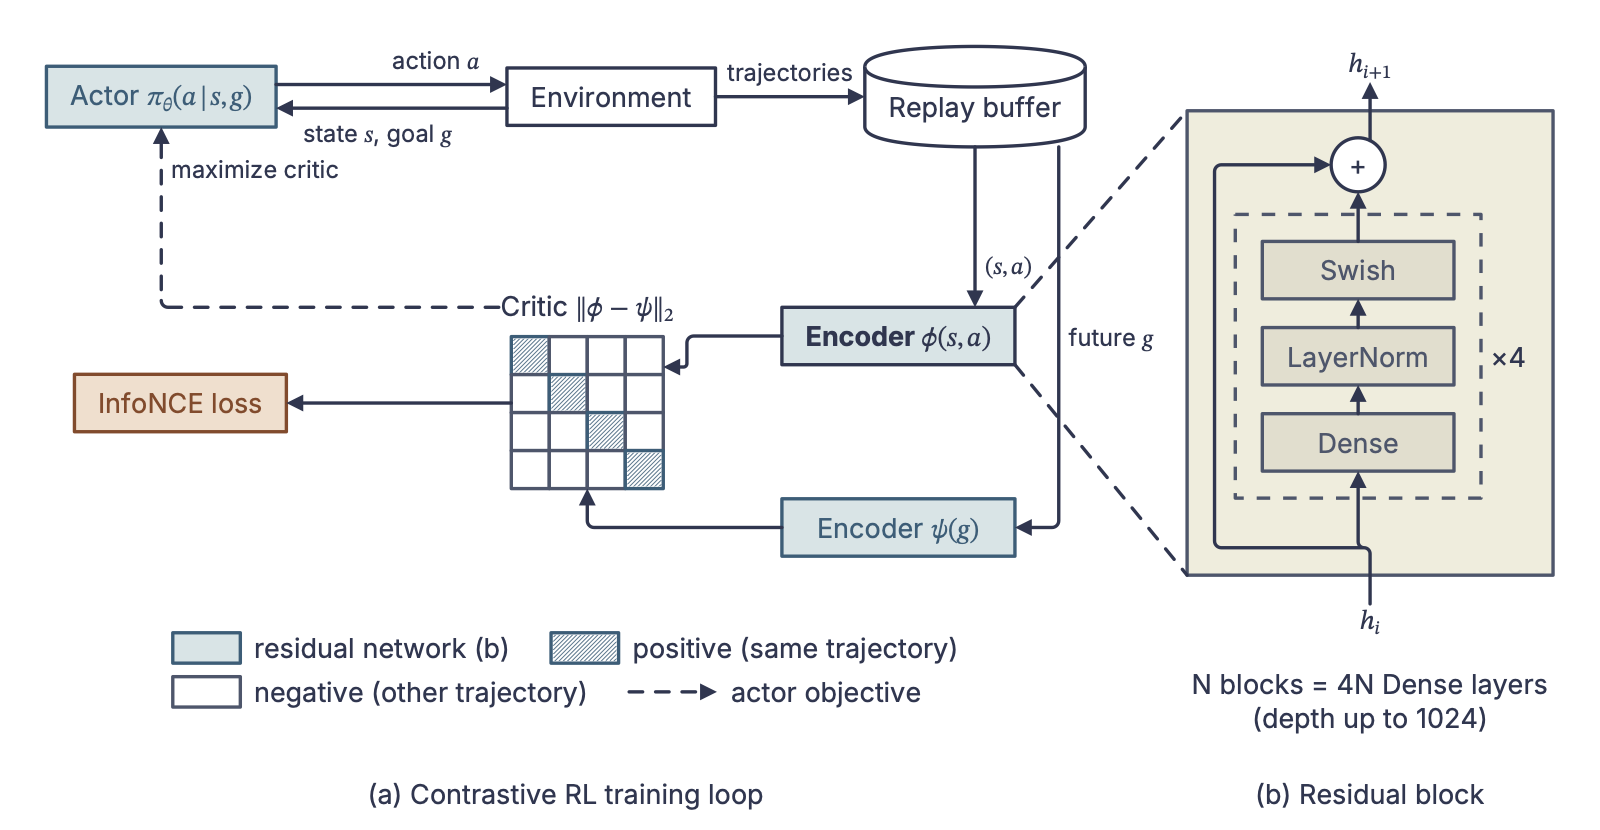 action a
Actor π_θ(a|s,g)
Environment
trajectories
Replay buffer
state s, goal g
maximize critic
(s,a)
Critic ‖ϕ − ψ‖₂
Encoder ϕ(s,a)
future g
InfoNCE loss
Encoder ψ(g)
residual network (b)
positive (same trajectory)
negative (other trajectory)
actor objective
(a) Contrastive RL training loop
h_{i+1}
+
Swish
LayerNorm
×4
Dense
h_i
N blocks = 4N Dense layers
(depth up to 1024)
(b) Residual block